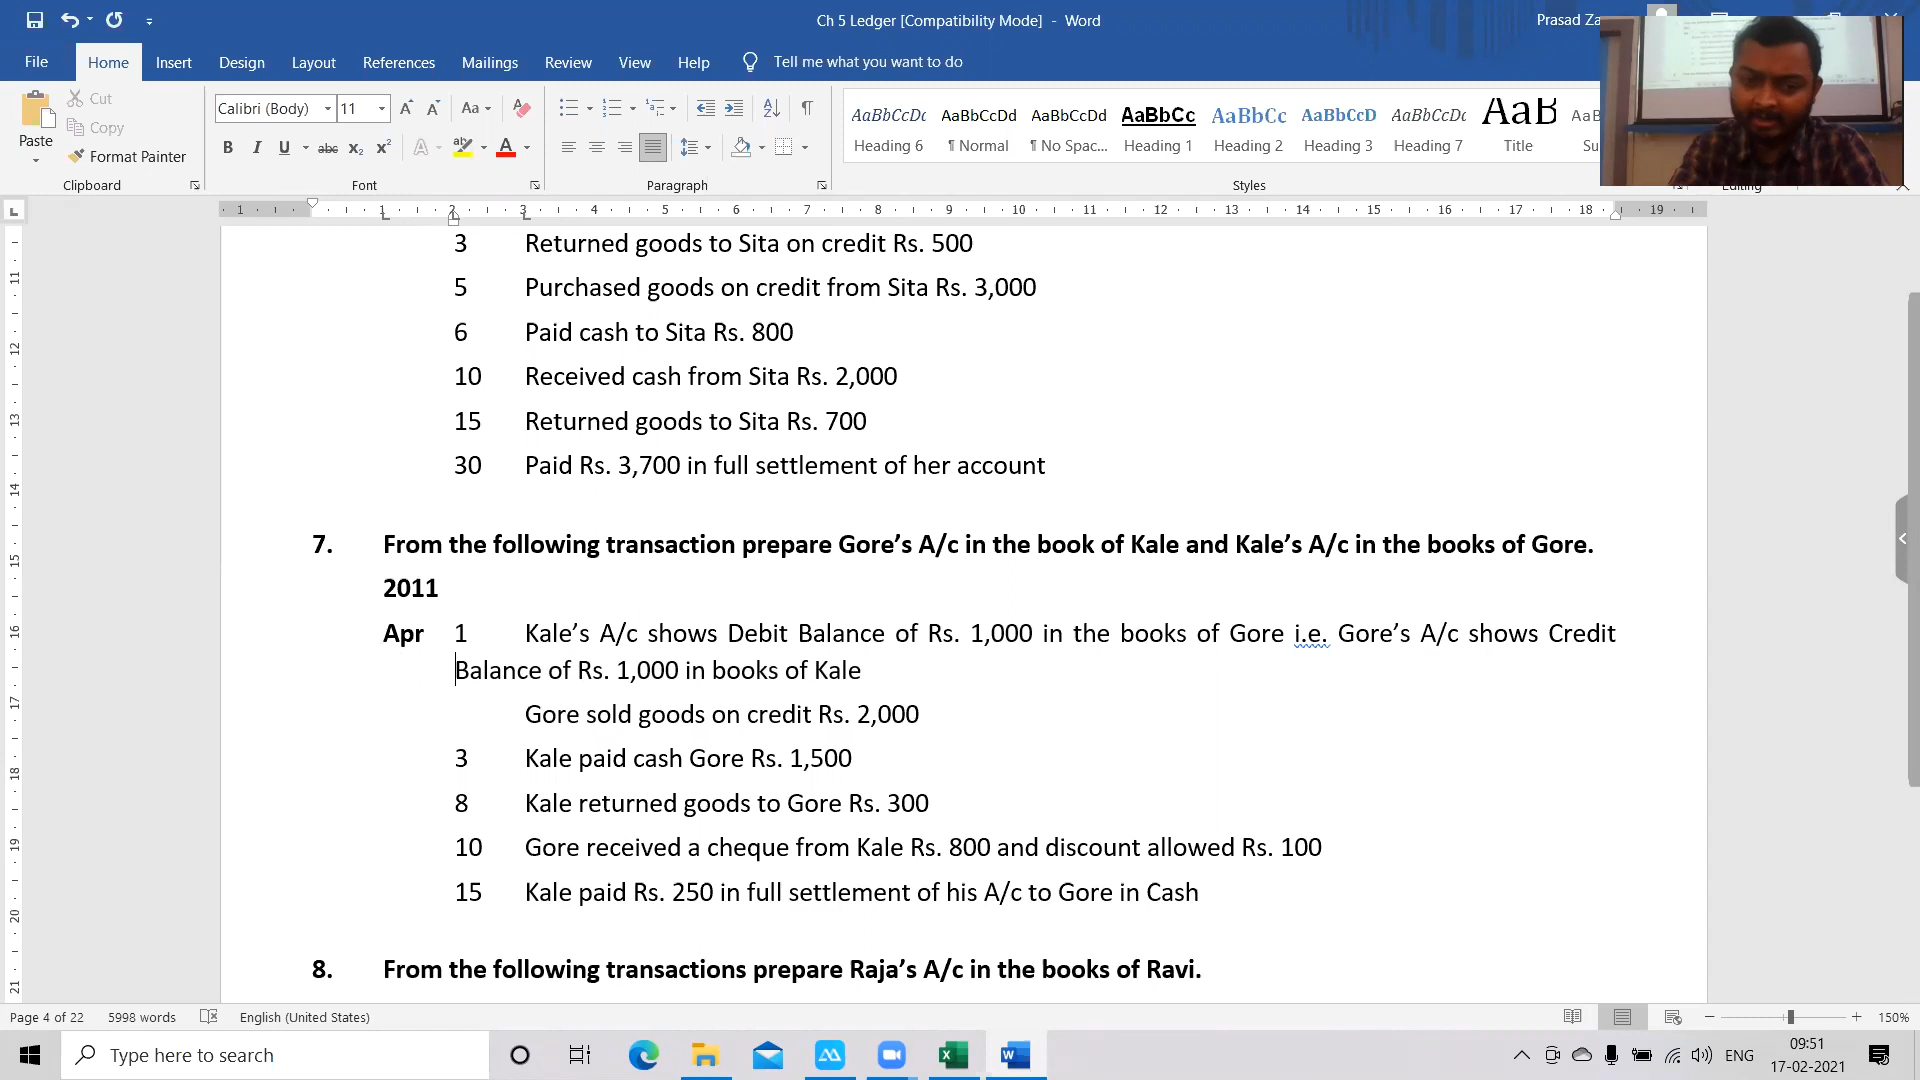 Ch 5 Ledger [Compatibility Mode] - Word
Prasad Za
File Home Insert Design Layout References Mailings Review View Help Tell me what you want to do
Paste
Cut
Copy
Format Painter
Clipboard
Calibri (Body) 11
Font
Paragraph
AaBbCcDc Heading 6
AaBbCcDd ¶ Normal
AaBbCcDd ¶ No Spac...
AaBbCc Heading 1
AaBbCc Heading 2
AaBbCcD Heading 3
AaBbCcDc Heading 7
AaB Title
Styles
Editing
3 Returned goods to Sita on credit Rs. 500
5 Purchased goods on credit from Sita Rs. 3,000
6 Paid cash to Sita Rs. 800
10 Received cash from Sita Rs. 2,000
15 Returned goods to Sita Rs. 700
30 Paid Rs. 3,700 in full settlement of her account
7. From the following transaction prepare Gore’s A/c in the book of Kale and Kale’s A/c in the books of Gore.
2011
Apr 1 Kale’s A/c shows Debit Balance of Rs. 1,000 in the books of Gore i.e. Gore’s A/c shows Credit
Balance of Rs. 1,000 in books of Kale
Gore sold goods on credit Rs. 2,000
3 Kale paid cash Gore Rs. 1,500
8 Kale returned goods to Gore Rs. 300
10 Gore received a cheque from Kale Rs. 800 and discount allowed Rs. 100
15 Kale paid Rs. 250 in full settlement of his A/c to Gore in Cash
8. From the following transactions prepare Raja’s A/c in the books of Ravi.
Page 4 of 22 5998 words English (United States) 150%
Type here to search
ENG
09:51
17-02-2021